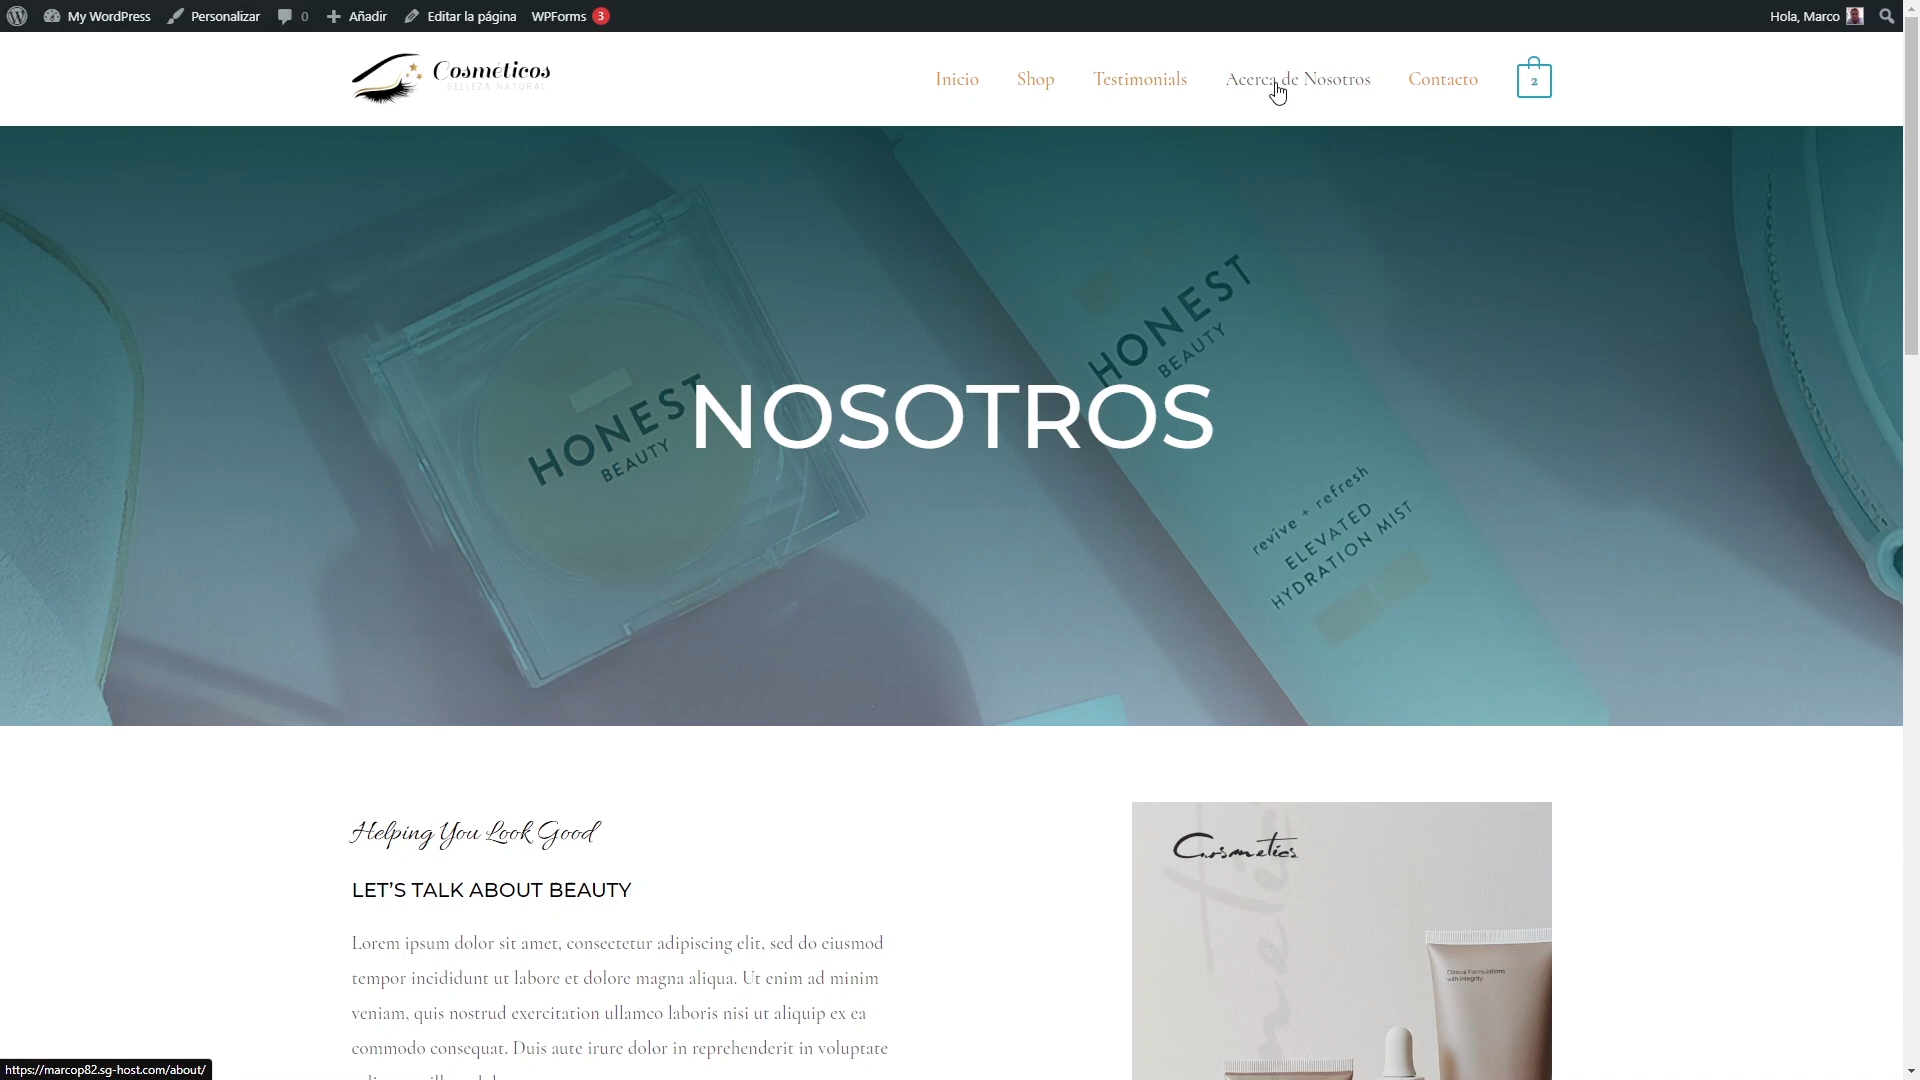 My WordPress Personalizar 0 Añadir Editar la página WPForms 3 Hola, Marco
Cosméticos
BELLEZA NATURAL
Inicio Shop Testimonials Acerca de Nosotros Contacto 2
HONEST
BEAUTY
HONEST
BEAUTY
NOSOTROS
revive + refresh
ELEVATED
HYDRATION MIST
Helping You Look Good
LET'S TALK ABOUT BEAUTY
Lorem ipsum dolor sit amet, consectetur adipiscing elit, sed do eiusmod
tempor incididunt ut labore et dolore magna aliqua. Ut enim ad minim
veniam, quis nostrud exercitation ullamco laboris nisi ut aliquip ex ea
commodo consequat. Duis aute irure dolor in reprehenderit in voluptate
Cosmetics
Clinical Formulations
with Integrity
https://marcop82.sg-host.com/about/